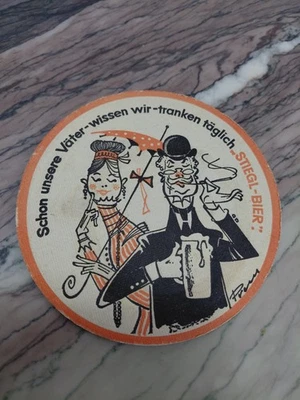 Schon unsere Väter-wissen wir-tranken täglich „STIEGL-BIER“.